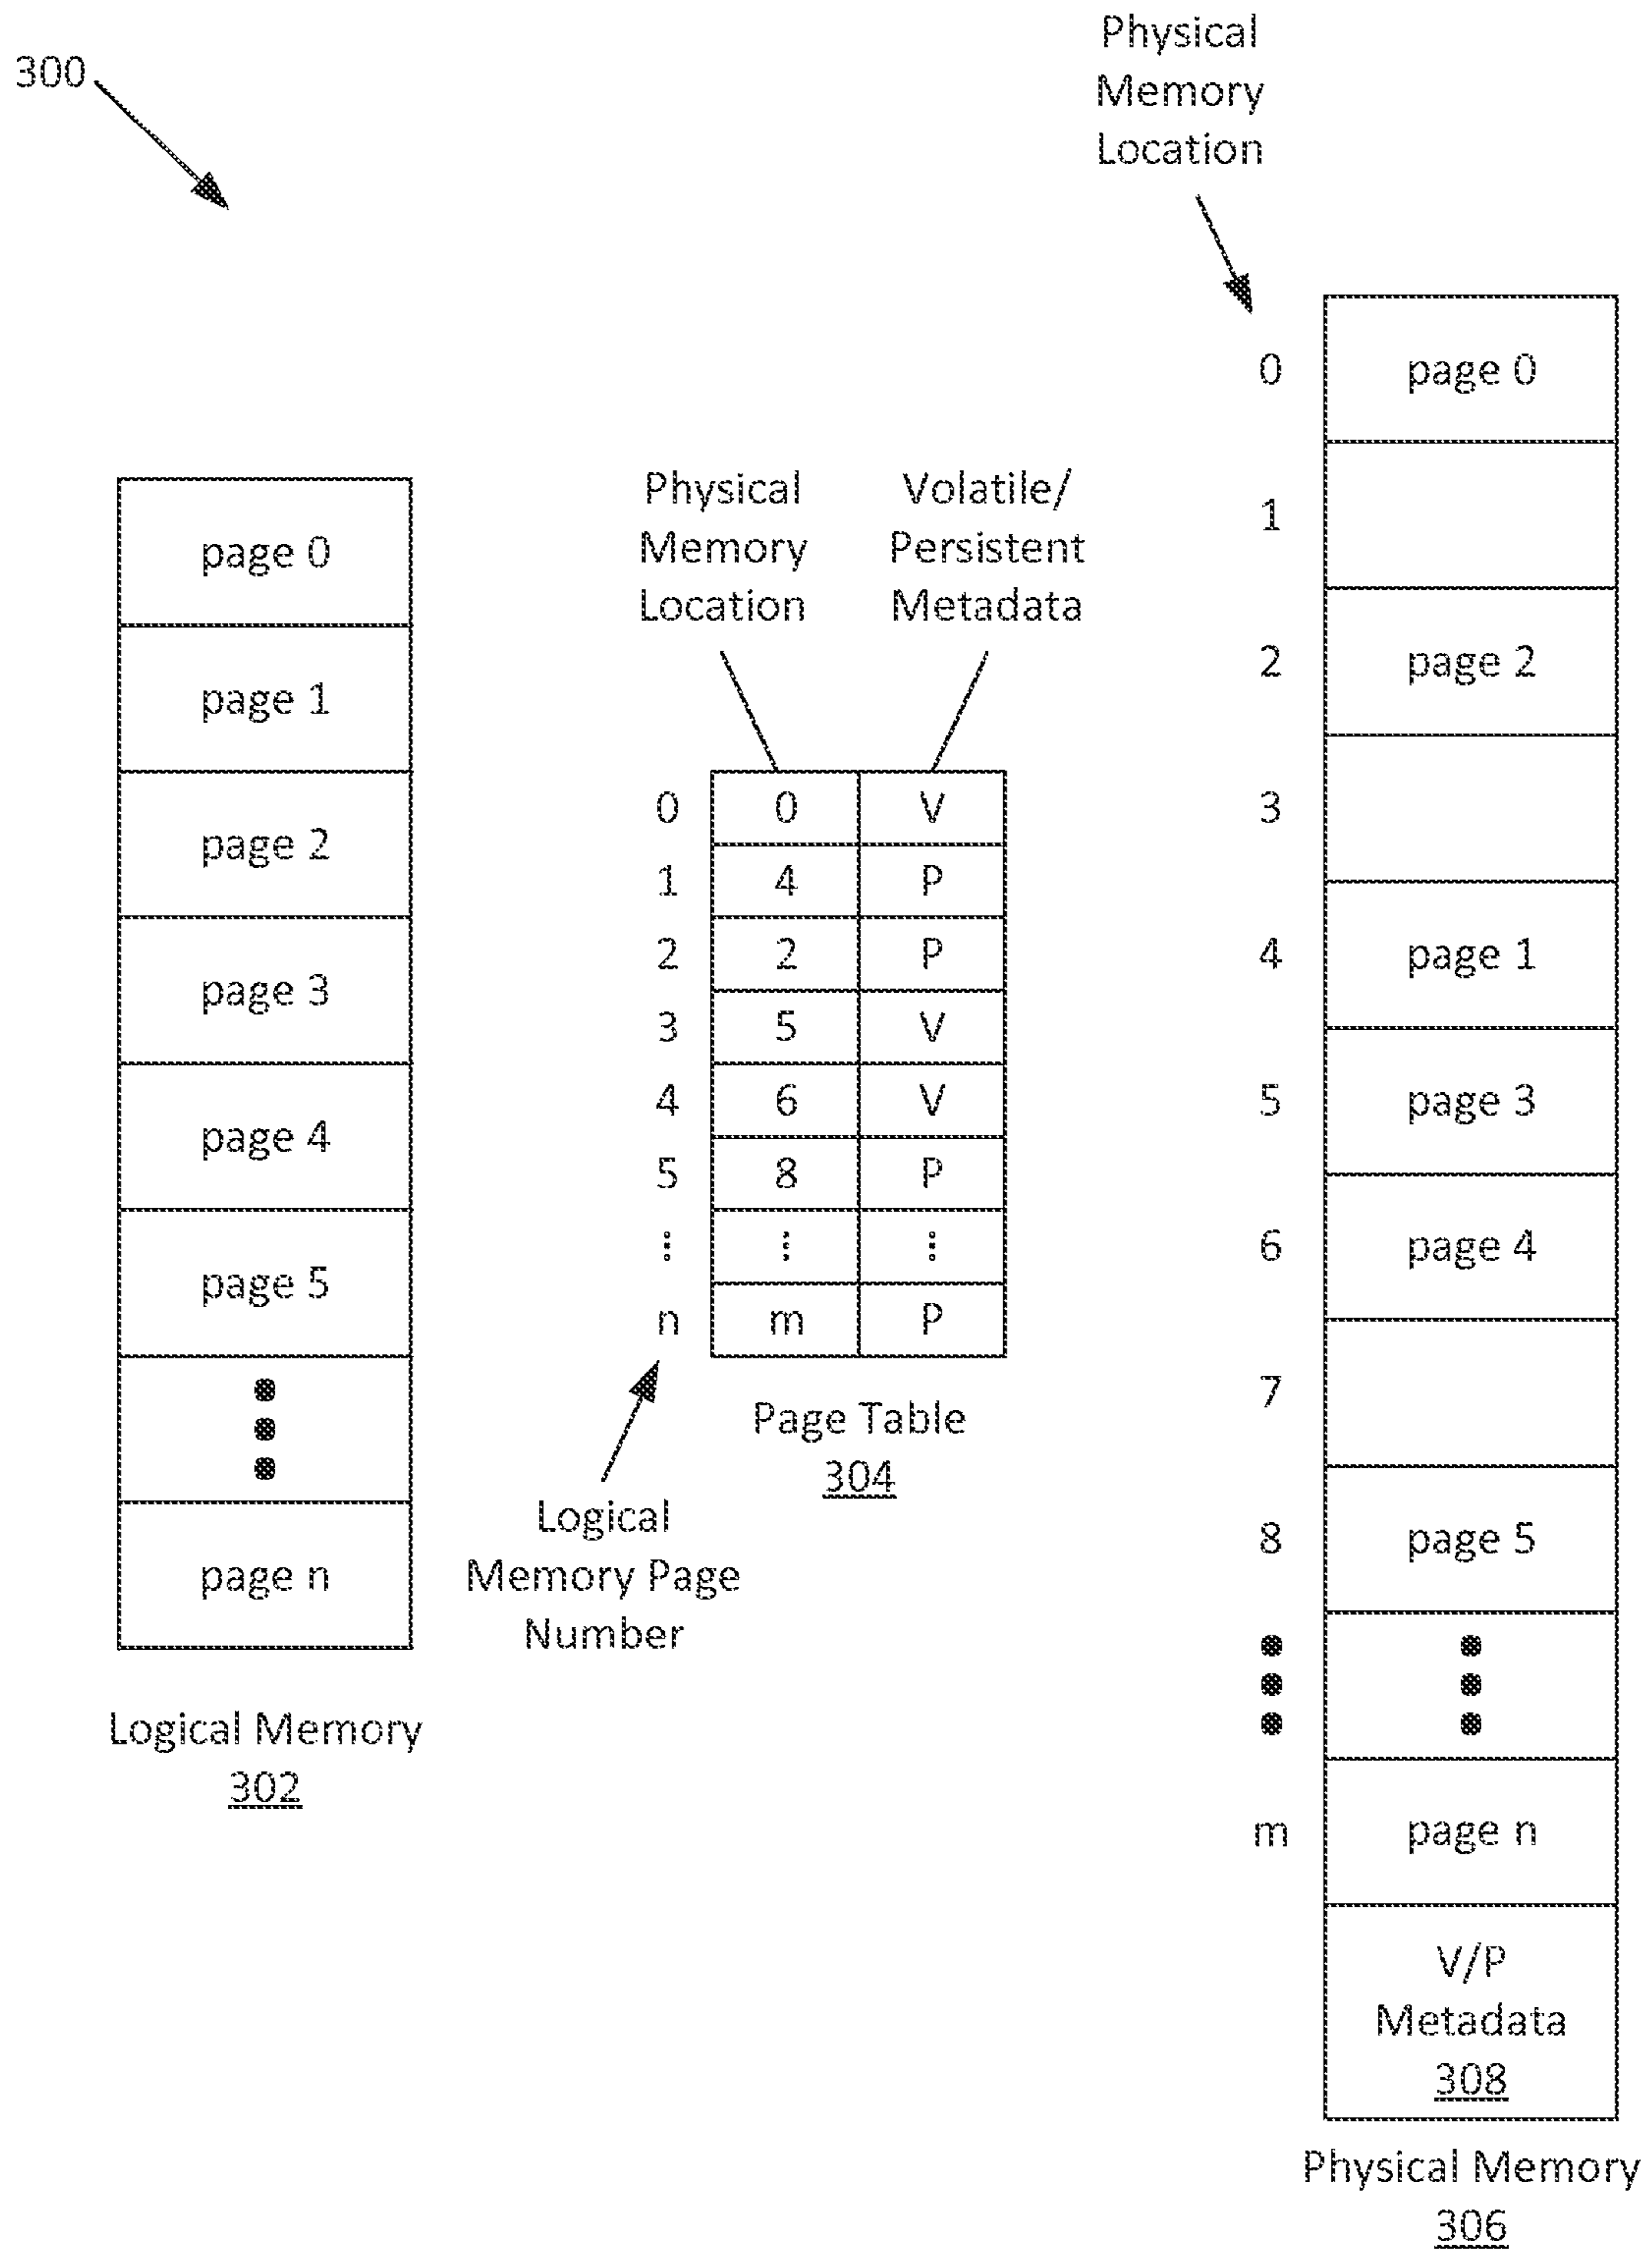 300
Physical
Memory
Location
page 0
page 1
page 2
page 3
page 4
page 5
page n
Logical Memory
302
Physical
Memory
Location
Volatile/
Persistent
Metadata
0 0 V
1 4 P
2 2 P
3 5 V
4 6 V
5 8 P
⋮ ⋮ ⋮
n m P
Page Table
304
Logical
Memory Page
Number
0 page 0
1
2 page 2
3
4 page 1
5 page 3
6 page 4
7
8 page 5
m page n
V/P
Metadata
308
Physical Memory
306